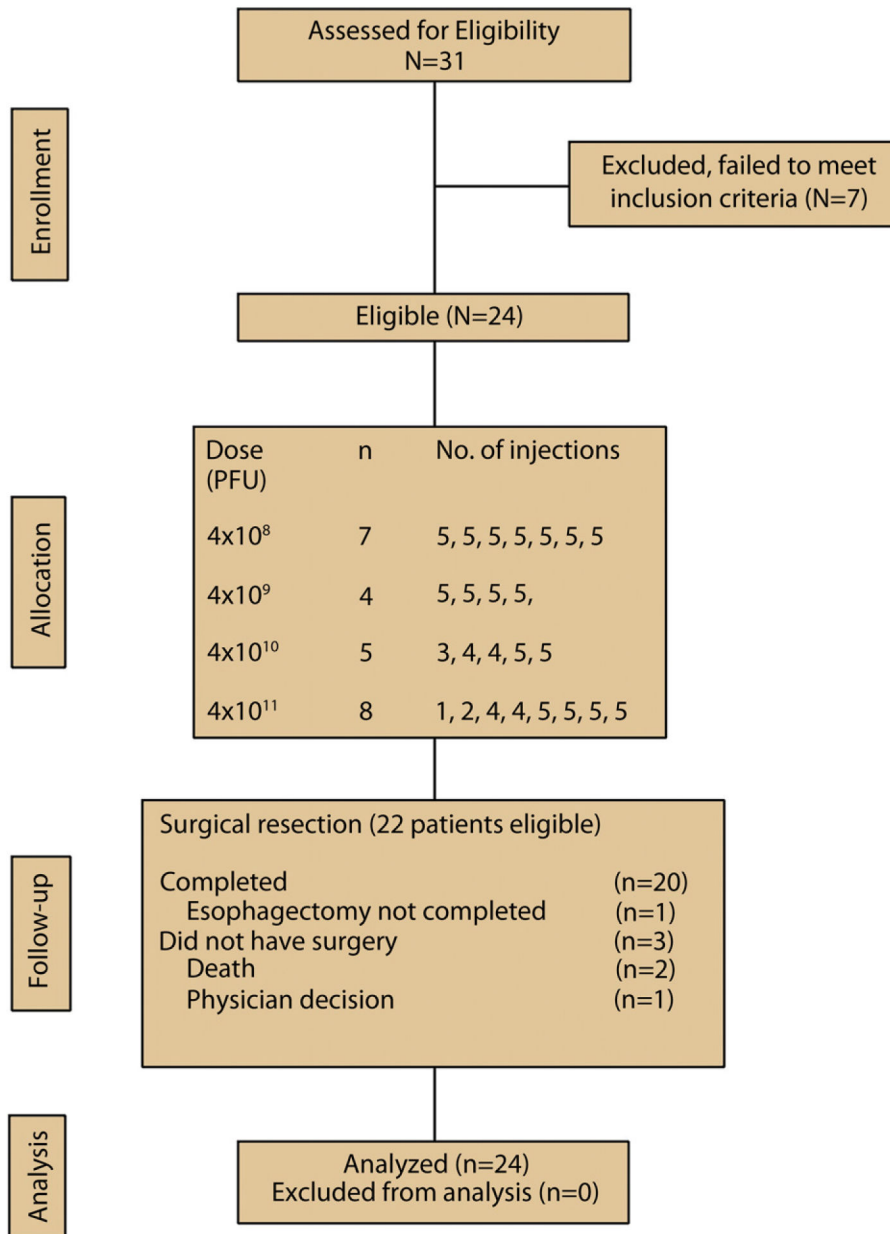 Assessed for Eligibility
N=31
Enrollment
Excluded, failed to meet
inclusion criteria (N=7)
Eligible (N=24)
Allocation
Dose n No. of injections
(PFU)
4x10⁸ 7 5, 5, 5, 5, 5, 5, 5
4x10⁹ 4 5, 5, 5, 5,
4x10¹⁰ 5 3, 4, 4, 5, 5
4x10¹¹ 8 1, 2, 4, 4, 5, 5, 5, 5
Follow-up
Surgical resection (22 patients eligible)
Completed (n=20)
Esophagectomy not completed (n=1)
Did not have surgery (n=3)
Death (n=2)
Physician decision (n=1)
Analysis
Analyzed (n=24)
Excluded from analysis (n=0)